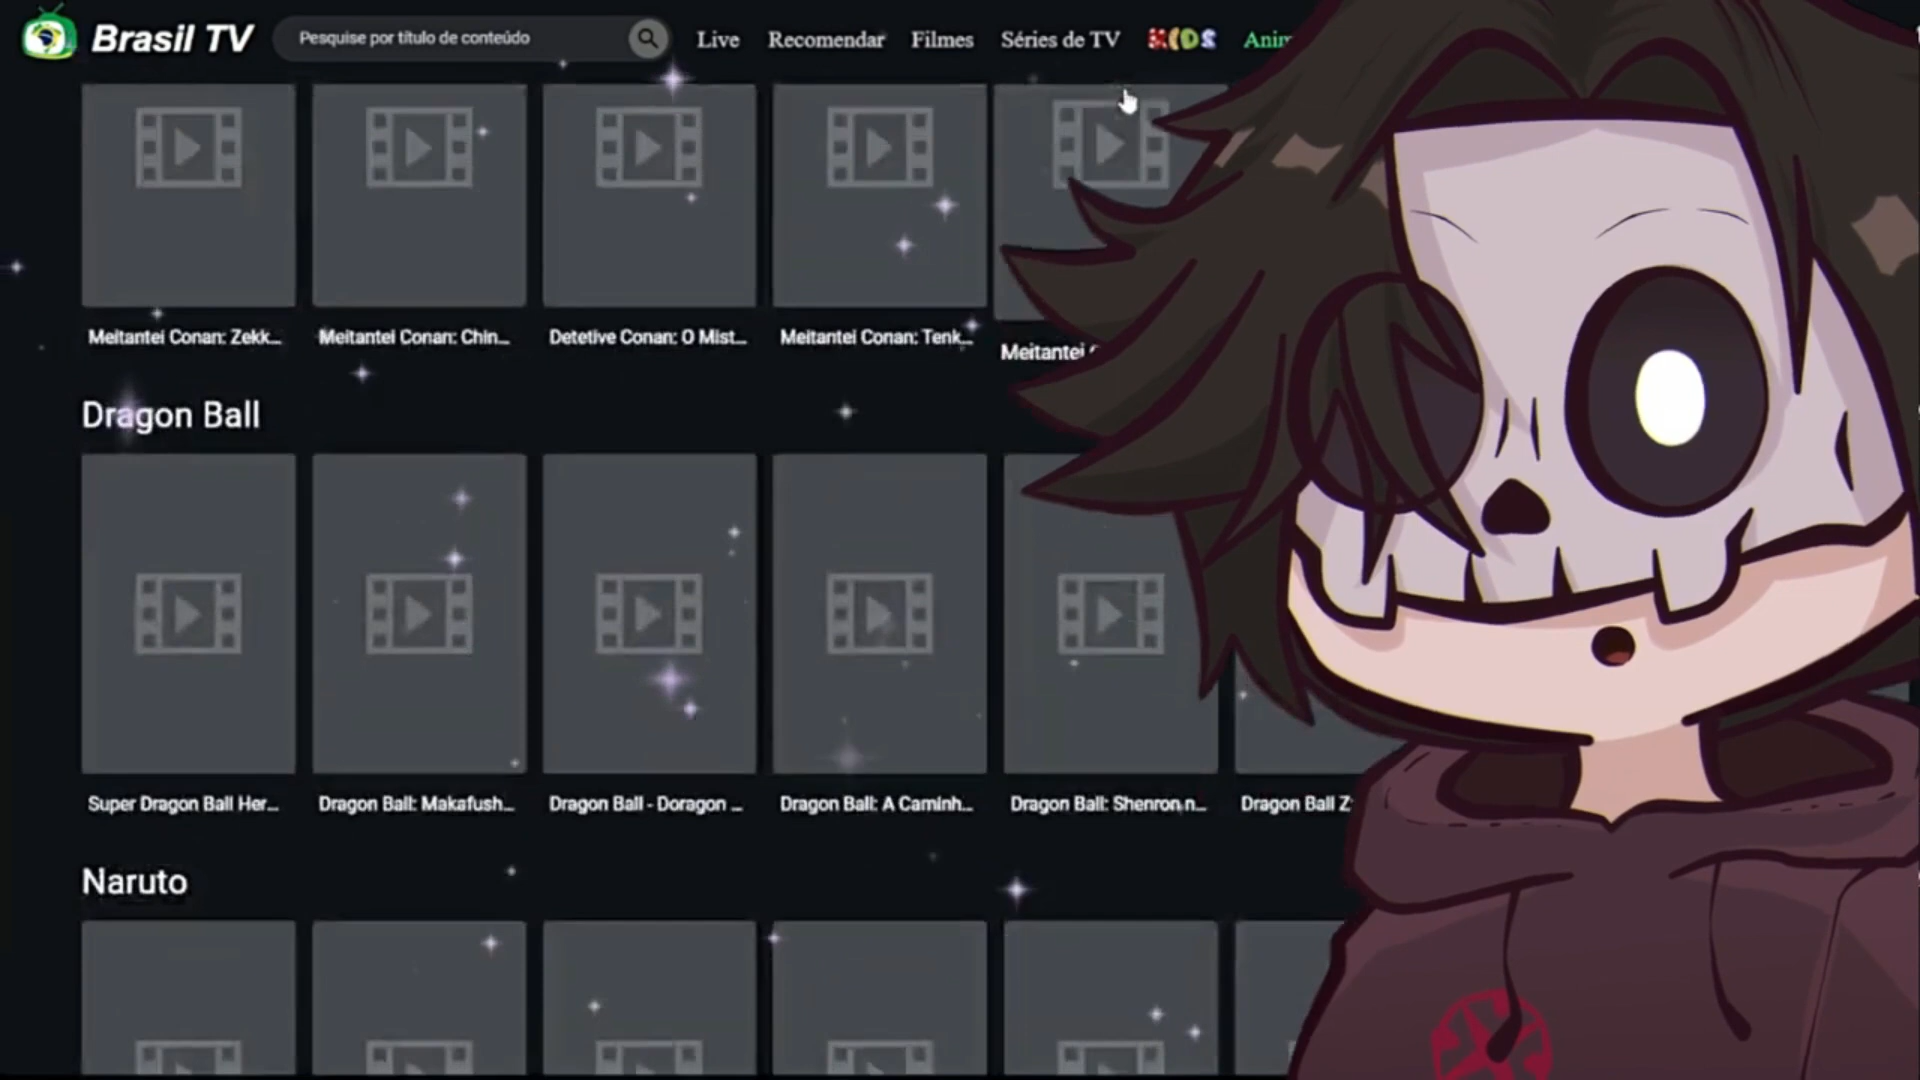 Brasil TV
Pesquise por título de conteúdo
Live
Recomendar
Filmes
Séries de TV
KIDS
Anim
Meitantei Conan: Zekk...
Meitantei Conan: Chin...
Detetive Conan: O Mist...
Meitantei Conan: Tenk...
Meitantei
Dragon Ball
Super Dragon Ball Her...
Dragon Ball: Makafush...
Dragon Ball - Doragon ...
Dragon Ball: A Caminh...
Dragon Ball: Shenron n...
Dragon Ball Z
Naruto